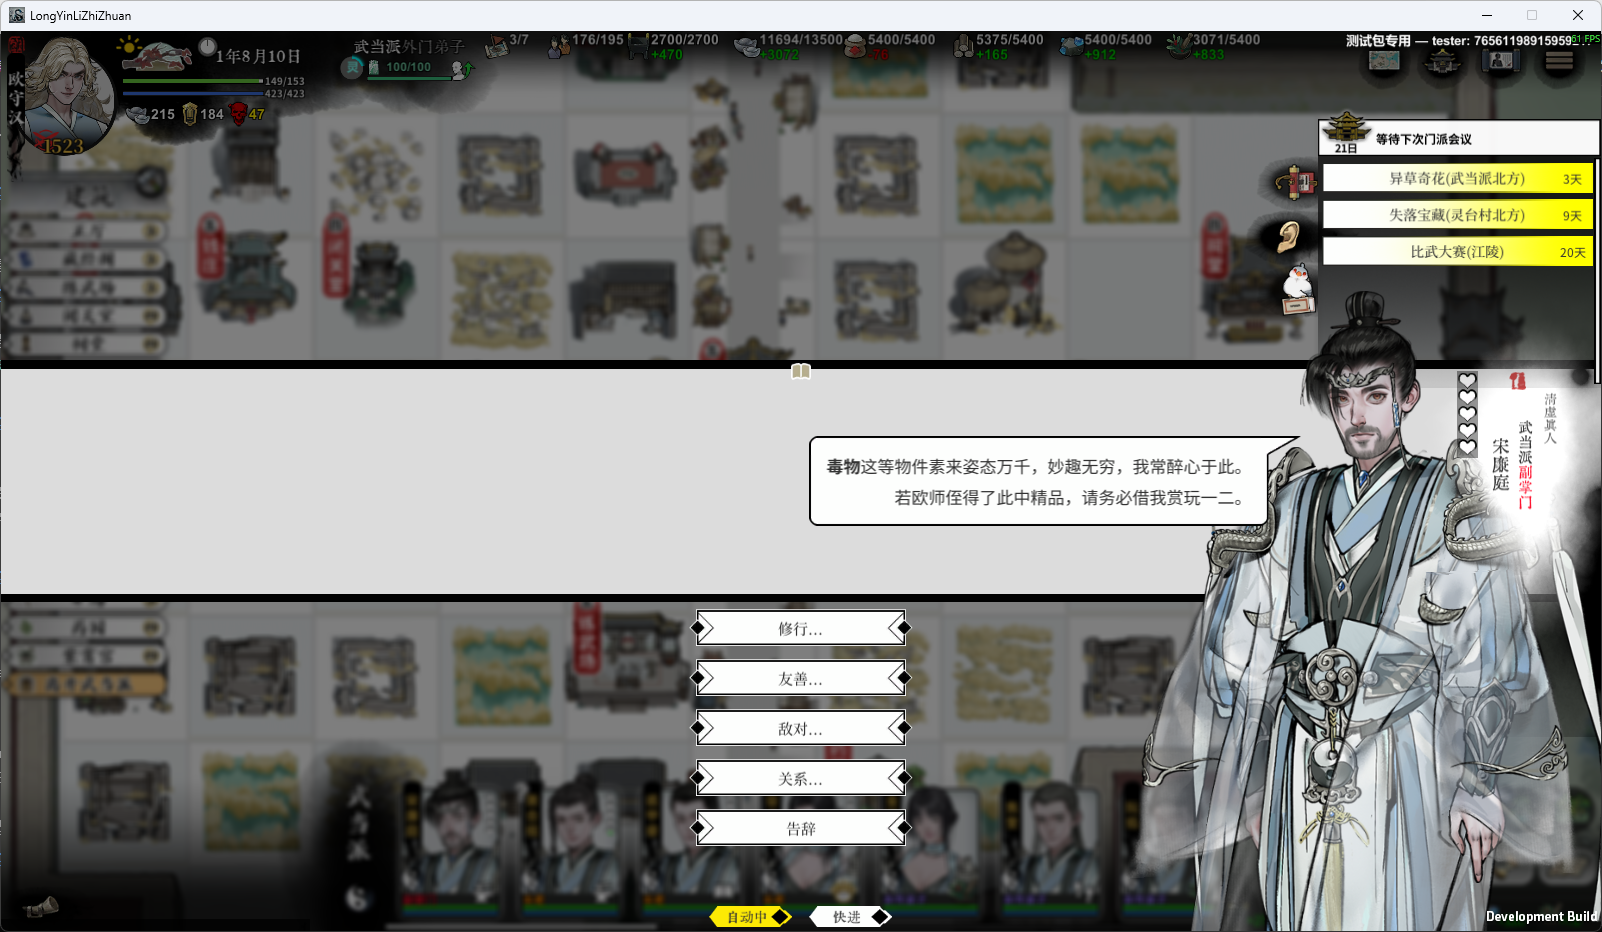 LongYinLiZhiZhuan
欧守汉
1523
1年8月10日
149/153
423/423
215
184
47
武当派外门弟子
灵
100/100
3/7
176/195
2700/2700
+470
11694/13500
+3072
5400/5400
5375/5400
+165
5400/5400
+912
3071/5400
+833
测试包专用 — tester:
61 FPS
21日
等待下次门派会议
异草奇花(武当派北方)
3天
失落宝藏(灵台村北方)
9天
比武大赛(江陵)
20天
清虚真人
武当派副掌门
宋庭
毒物这等物件素来姿态万千，妙趣无穷，我常醉心于此。
若欧师侄得了此中精品，请务必借我赏玩一二。
修行...
友善...
敌对...
关系...
告辞
自动中
快进
Development Build